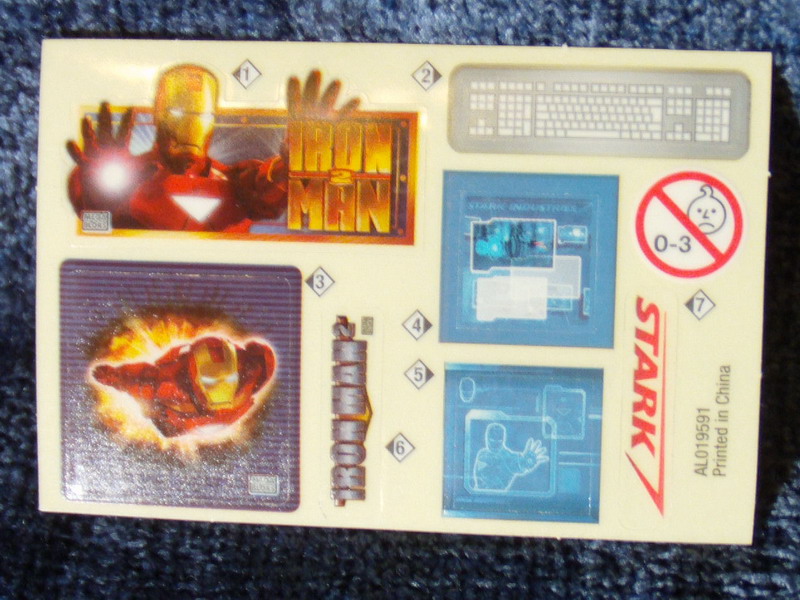 1
IRON
2
MAN
2
STARK INDUSTRIES
0-3
3
4
IRON MAN 2
5
6
7
STARK
AL019591
Printed in China